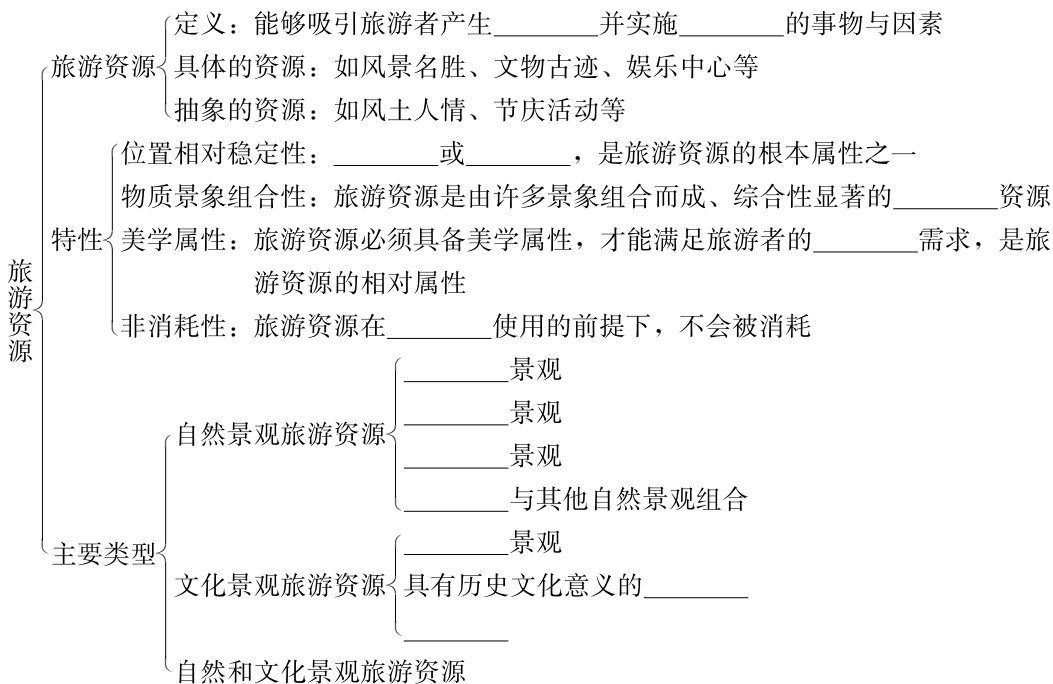 旅游资源
旅游资源
定义：能够吸引旅游者产生________并实施________的事物与因素
具体的资源：如风景名胜、文物古迹、娱乐中心等
抽象的资源：如风土人情、节庆活动等
特性
位置相对稳定性：________或________，是旅游资源的根本属性之一
物质景象组合性：旅游资源是由许多景象组合而成、综合性显著的________资源
美学属性：旅游资源必须具备美学属性，才能满足旅游者的________需求，是旅
游资源的相对属性
非消耗性：旅游资源在________使用的前提下，不会被消耗
主要类型
自然景观旅游资源
________景观
________景观
________景观
________与其他自然景观组合
文化景观旅游资源
________景观
具有历史文化意义的________
________
自然和文化景观旅游资源